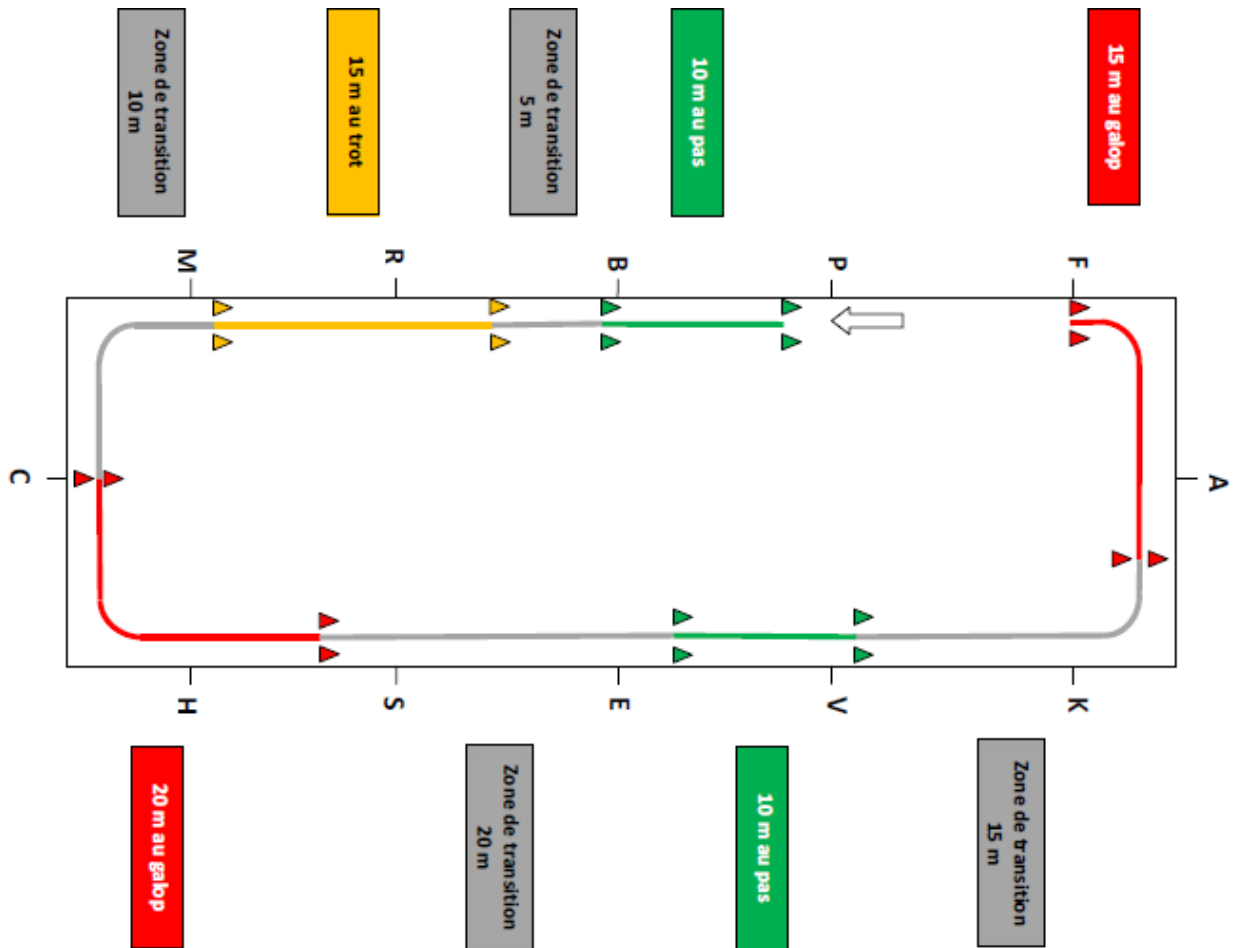 Zone de transition
10 m
15 m au trot
Zone de transition
5 m
10 m au pas
15 m au galop
M
R
B
P
F
C
A
H
S
E
V
K
20 m au galop
Zone de transition
20 m
10 m au pas
Zone de transition
15 m